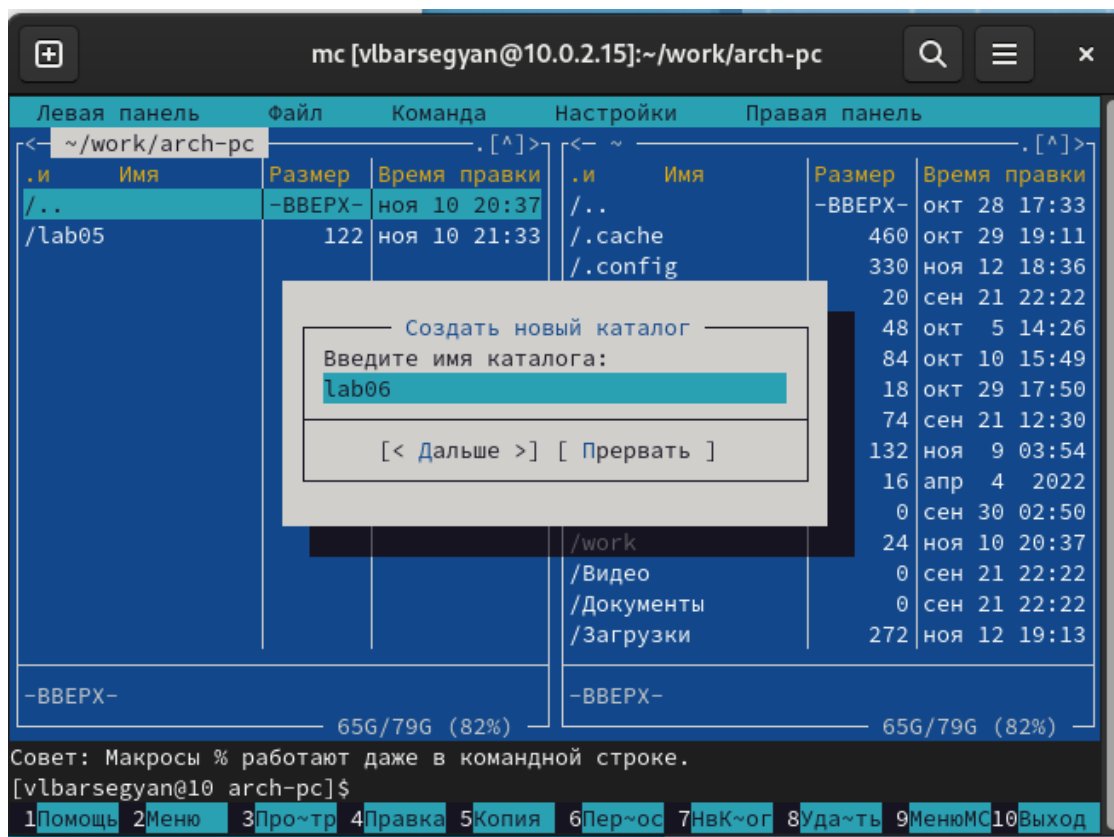 mc [vlbarsegyan@10.0.2.15]:~/work/arch-pc
Левая панель Файл Команда Настройки Правая панель
<— ~/work/arch-pc .[^]> <— ~ .[^]>
.и Имя Размер Время правки .и Имя Размер Время правки
/.. -ВВЕРХ- ноя 10 20:37 /.. -ВВЕРХ- окт 28 17:33
/lab05 122 ноя 10 21:33 /.cache 460 окт 29 19:11
/.config 330 ноя 12 18:36
20 сен 21 22:22
Создать новый каталог 48 окт 5 14:26
Введите имя каталога: 84 окт 10 15:49
lab06 18 окт 29 17:50
74 сен 21 12:30
[< Дальше >] [ Прервать ] 132 ноя 9 03:54
16 апр 4 2022
0 сен 30 02:50
/work 24 ноя 10 20:37
/Видео 0 сен 21 22:22
/Документы 0 сен 21 22:22
/Загрузки 272 ноя 12 19:13
-ВВЕРХ- -ВВЕРХ-
65G/79G (82%) 65G/79G (82%)
Совет: Макросы % работают даже в командной строке.
[vlbarsegyan@10 arch-pc]$
1Помощь 2Меню 3Про~тр 4Правка 5Копия 6Пер~ос 7НвК~ог 8Уда~ть 9МенюМС10Выход